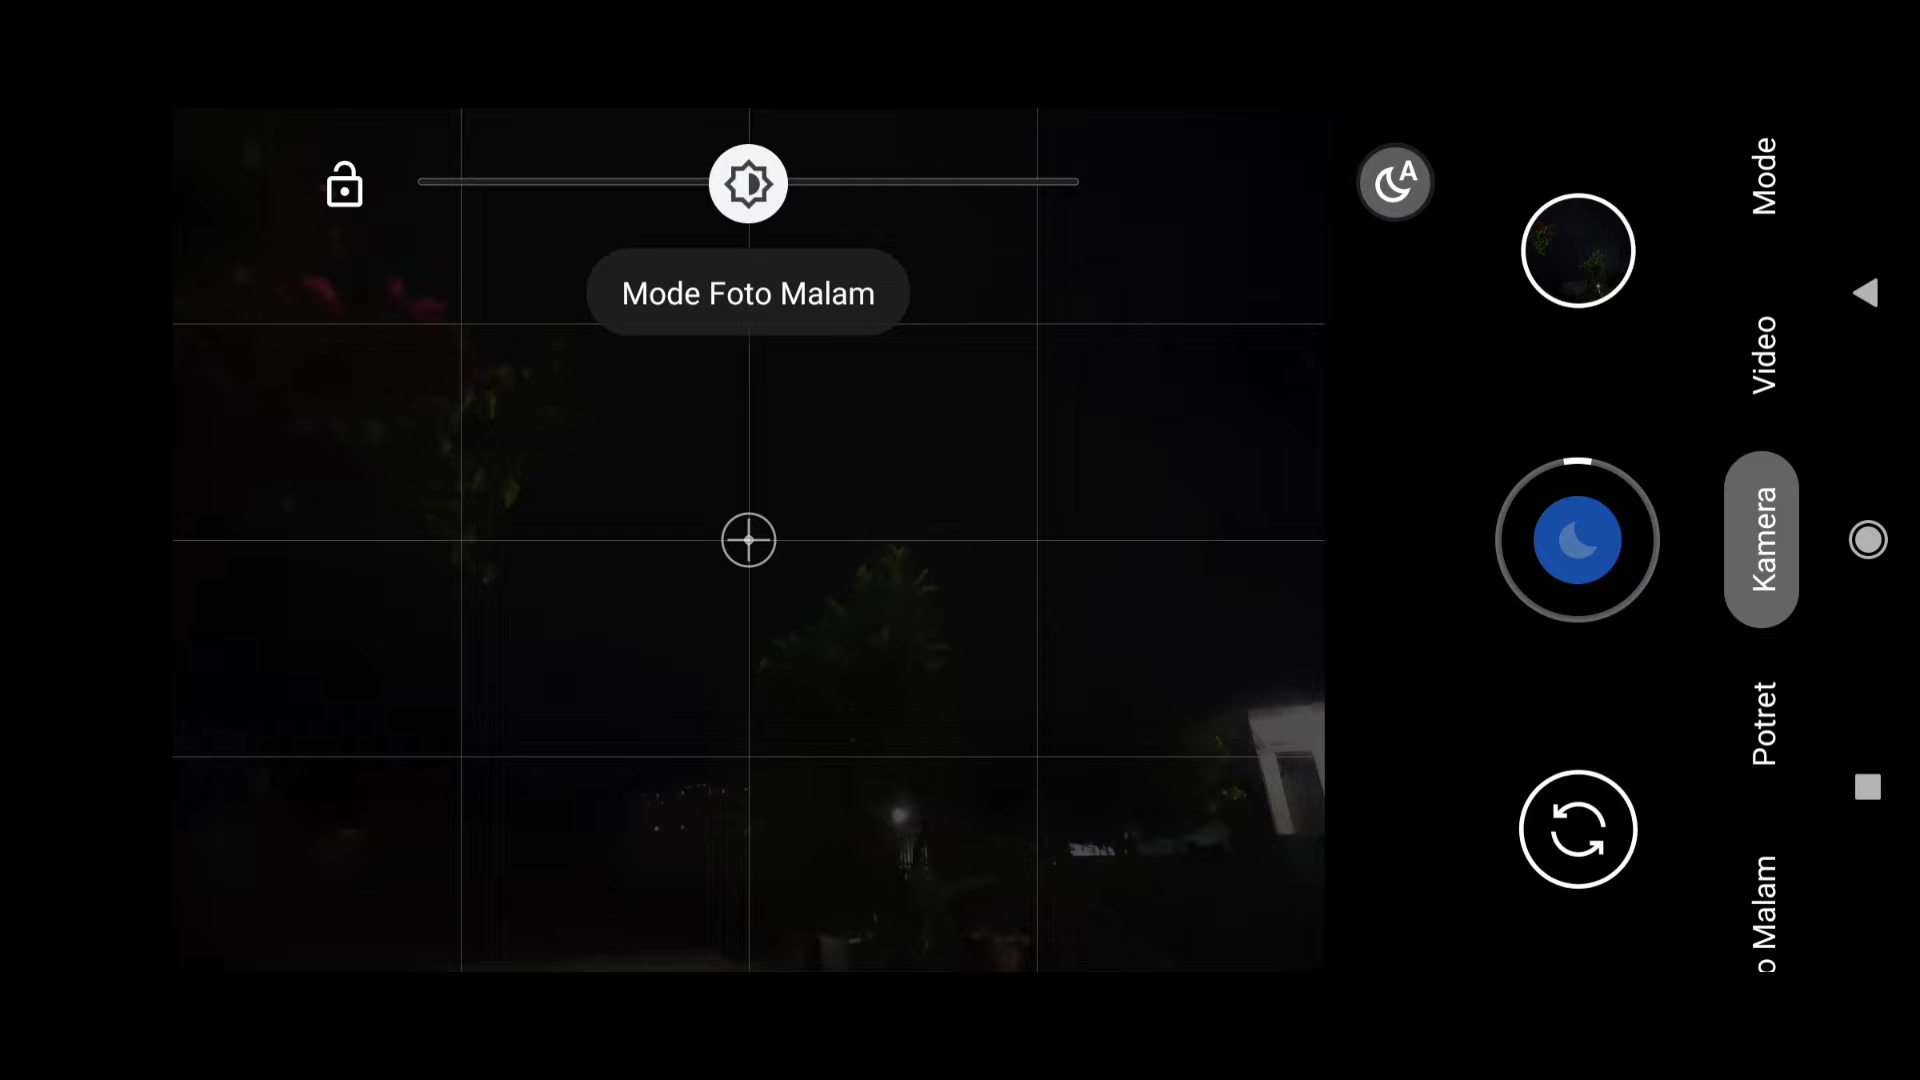 Mode Foto Malam
A
Mode
Video
Kamera
Potret
o Malam